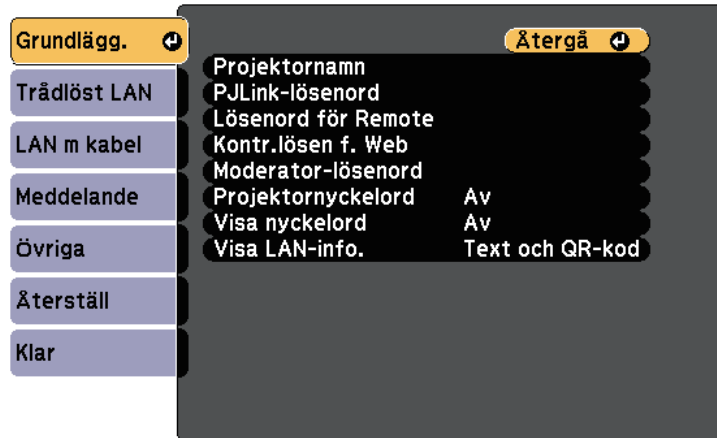 Grundlägg.
Trådlöst LAN
LAN m kabel
Meddelande
Övriga
Återställ
Klar
Återgå
Projektornamn
PJLink-lösenord
Lösenord för Remote
Kontr.lösen f. Web
Moderator-lösenord
Projektornyckelord Av
Visa nyckelord Av
Visa LAN-info. Text och QR-kod